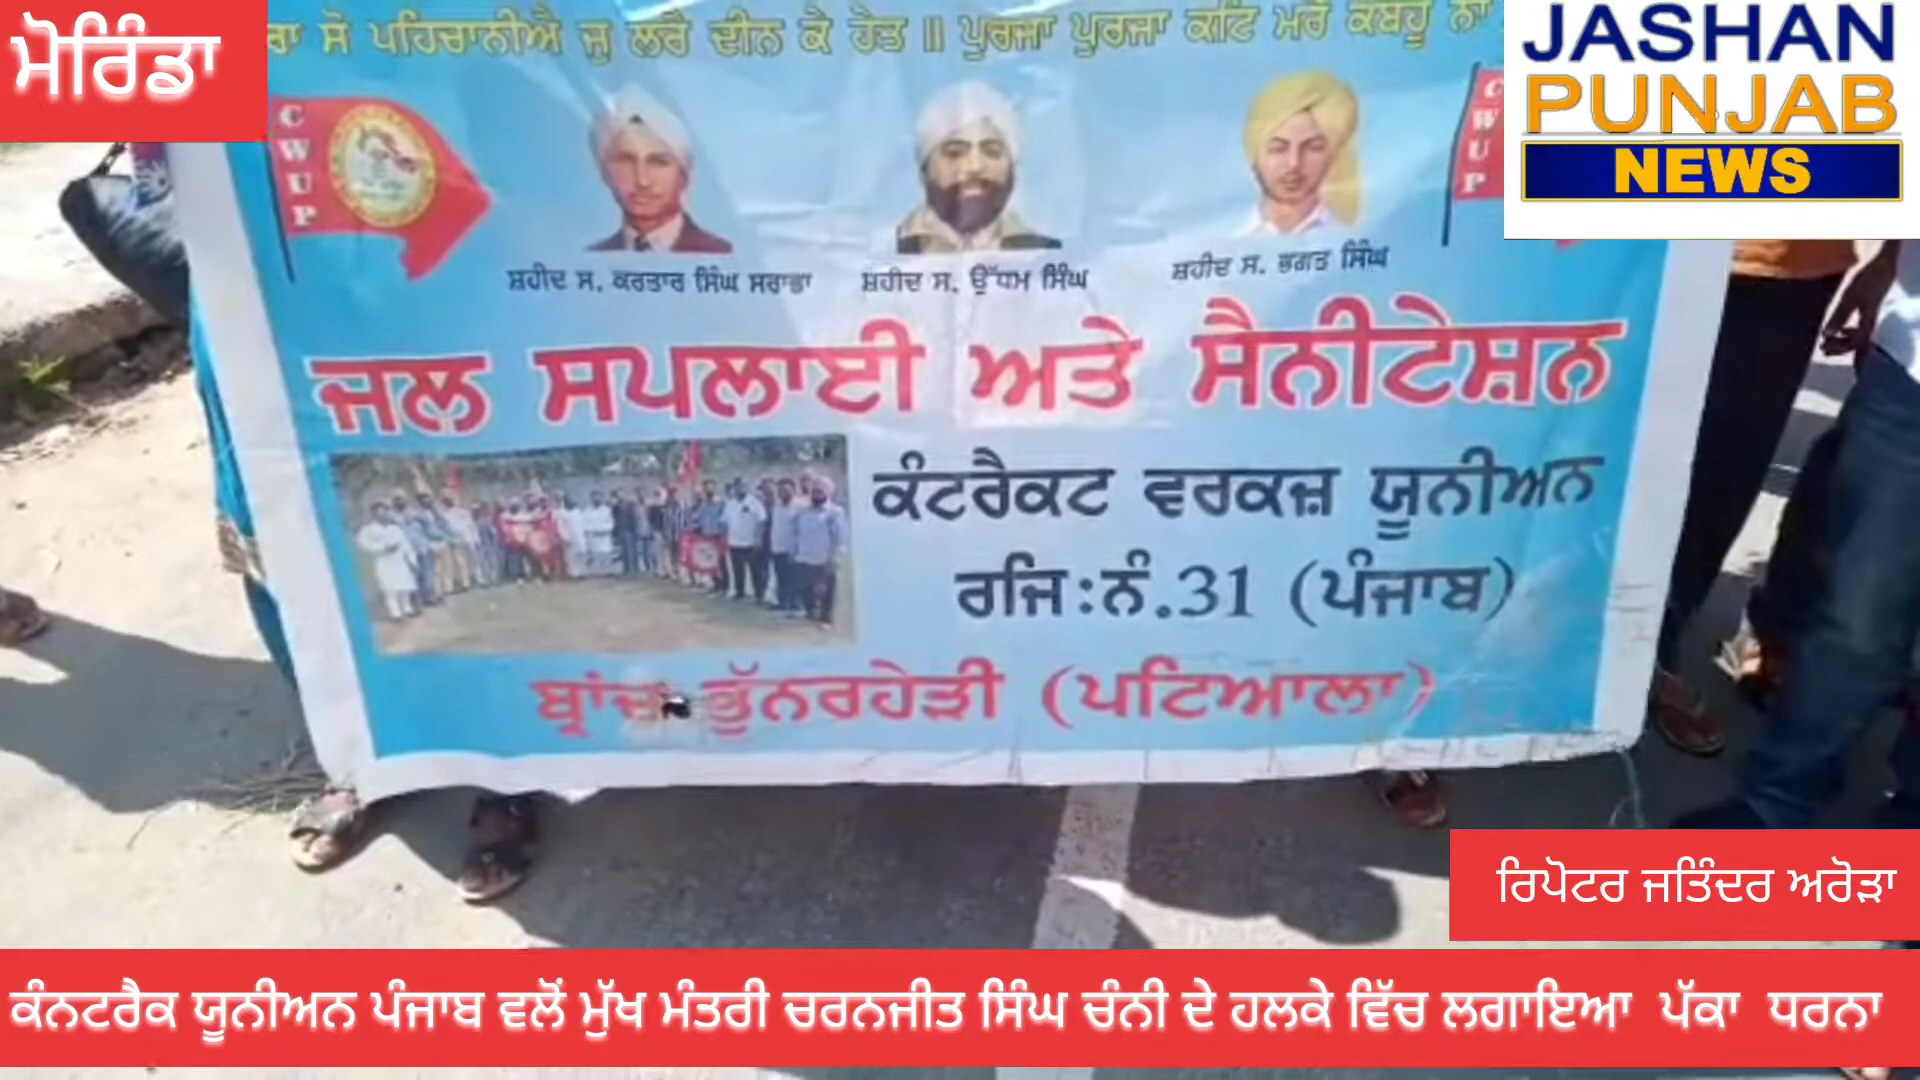 ਮੋਰਿੰਡਾ
ਰਾ ਸੋ ਪਹਿਚਾਨੀਐ ਜੁ ਲਰੈ ਦੀਨ ਕੇ ਹੇਤ ॥ ਪੁਰਜਾ ਪੁਰਜਾ ਕਟਿ ਮਰੈ ਕਬਹੂ ਨਾ
JASHAN
PUNJAB
NEWS
CWUP
CWUP
ਸ਼ਹੀਦ ਸ. ਕਰਤਾਰ ਸਿੰਘ ਸਰਾਭਾ
ਸ਼ਹੀਦ ਸ. ਊੱਧਮ ਸਿੰਘ
ਸ਼ਹੀਦ ਸ. ਭਗਤ ਸਿੰਘ
ਜਲ ਸਪਲਾਈ ਅਤੇ ਸੈਨੀਟੇਸ਼ਨ
ਕੰਟਰੈਕਟ ਵਰਕਜ਼ ਯੂਨੀਅਨ
ਰਜਿ:ਨੰ.31 (ਪੰਜਾਬ)
ਬ੍ਰਾਂਚ ਭੁੱਨਰਹੇੜੀ (ਪਟਿਆਲਾ)
ਰਿਪੋਟਰ ਜਤਿੰਦਰ ਅਰੋੜਾ
ਕੰਨਟਰੈਕ ਯੂਨੀਅਨ ਪੰਜਾਬ ਵਲੋਂ ਮੁੱਖ ਮੰਤਰੀ ਚਰਨਜੀਤ ਸਿੰਘ ਚੰਨੀ ਦੇ ਹਲਕੇ ਵਿੱਚ ਲਗਾਇਆ ਪੱਕਾ ਧਰਨਾ